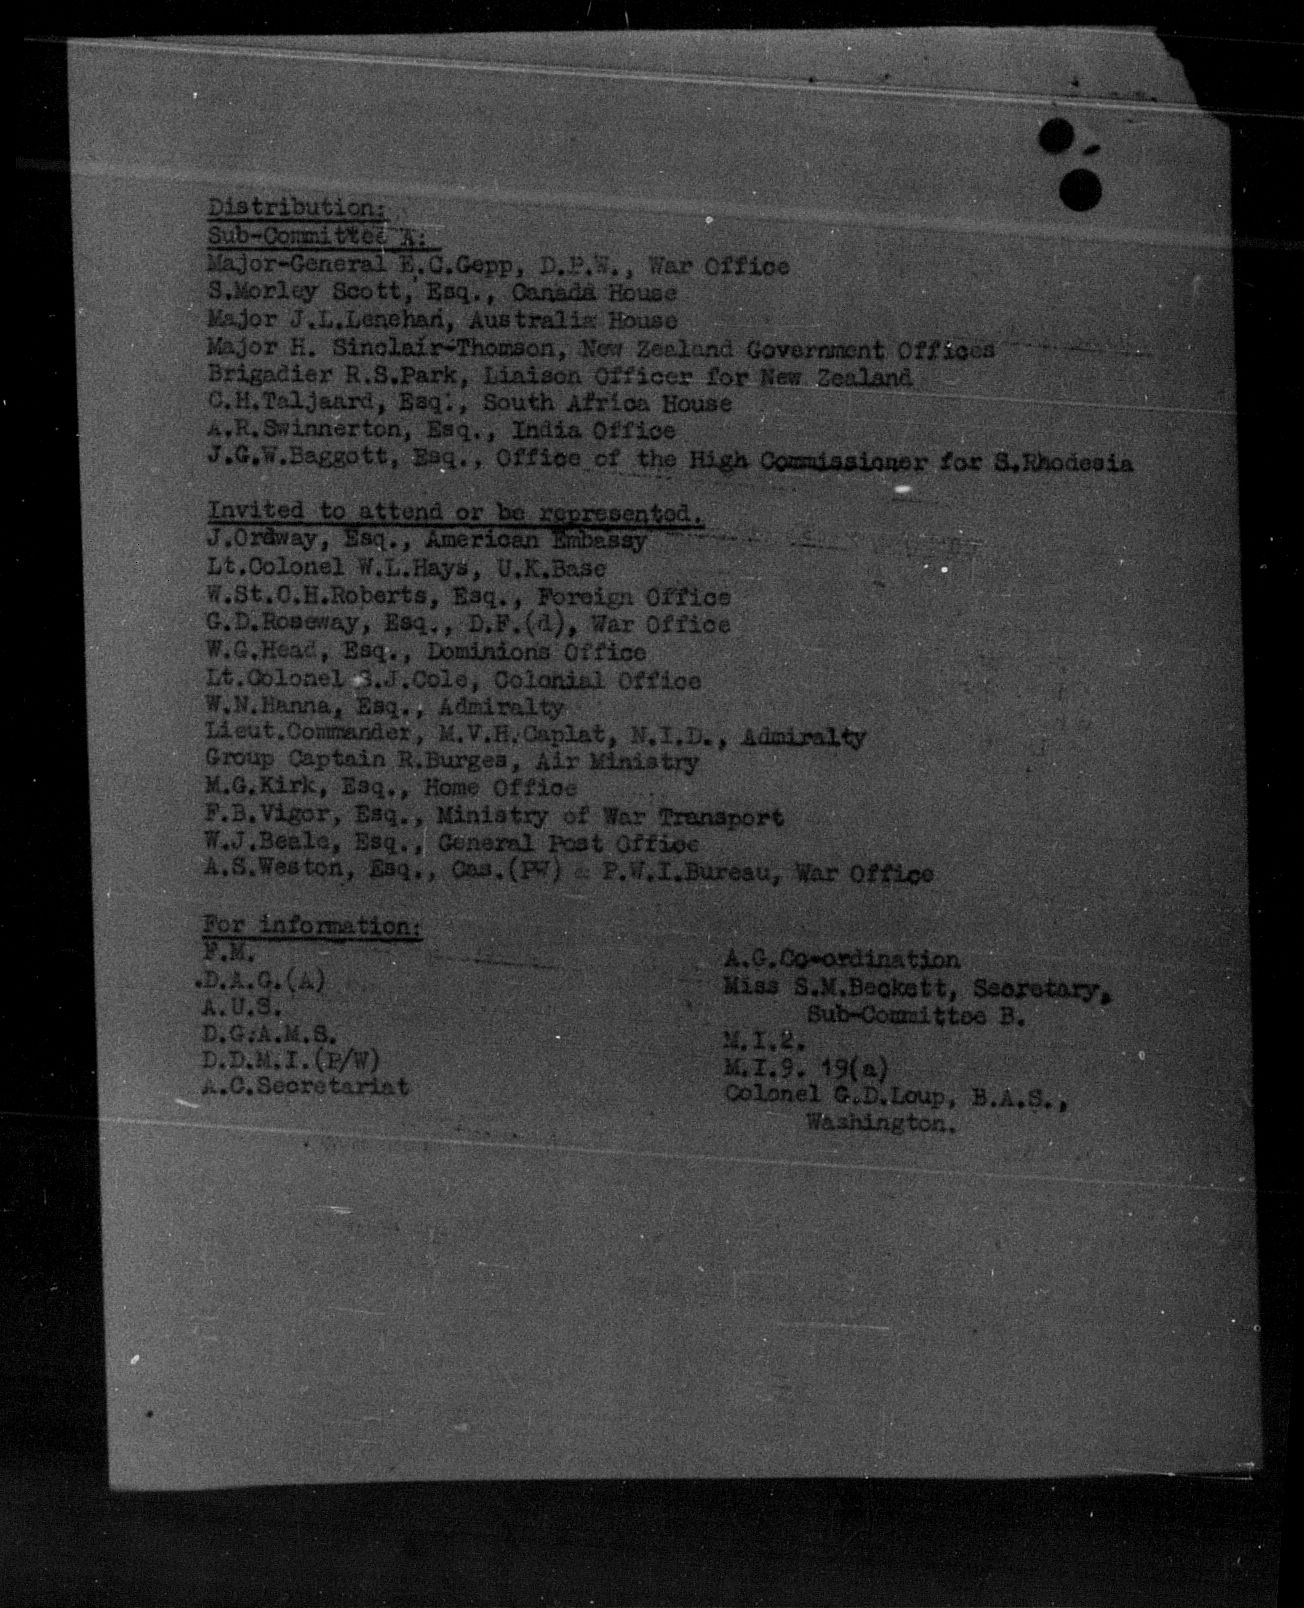 Distribution:
Sub-Committee A:
Major-General E.C.Gepp, D.P.W., War Office
S.Morley Scott, Esq., Canada House
Major J.L.Lenehan, Australia House
Major H. Sinclair-Thomson, New Zealand Government Offices
Brigadier R.S.Park, Liaison Officer for New Zealand
C.H.Taljaard, Esq., South Africa House
A.R.Swinnerton, Esq., India Office
J.G.W.Baggott, Esq., Office of the High Commissioner for S.Rhodesia
Invited to attend or be represented.
J.Ordway, Esq., American Embassy
Lt.Colonel W.L.Hays, U.K.Base
W.St.C.H.Roberts, Esq., Foreign Office
G.D.Roseway, Esq., D.F.(d), War Office
W.G.Head, Esq., Dominions Office
Lt.Colonel S.J.Cole, Colonial Office
W.N.Hanna, Esq., Admiralty
Lieut.Commander, M.V.H.Caplat, N.I.D., Admiralty
Group Captain R.Burges, Air Ministry
M.G.Kirk, Esq., Home Office
F.B.Vigor, Esq., Ministry of War Transport
W.J.Beale, Esq., General Post Office
A.S.Weston, Esq., Cas.(PW) & P.W.I.Bureau, War Office
For information:
F.M.
D.A.G.(A)
A.U.S.
D.G.A.M.S.
D.D.M.I.(P/W)
A.C.Secretariat
A.G.Co-ordination
Miss S.M.Beckett, Secretary,
Sub-Committee B.
M.I.2.
M.I.9. 19(a)
Colonel G.D.Loup, B.A.S.,
Washington.